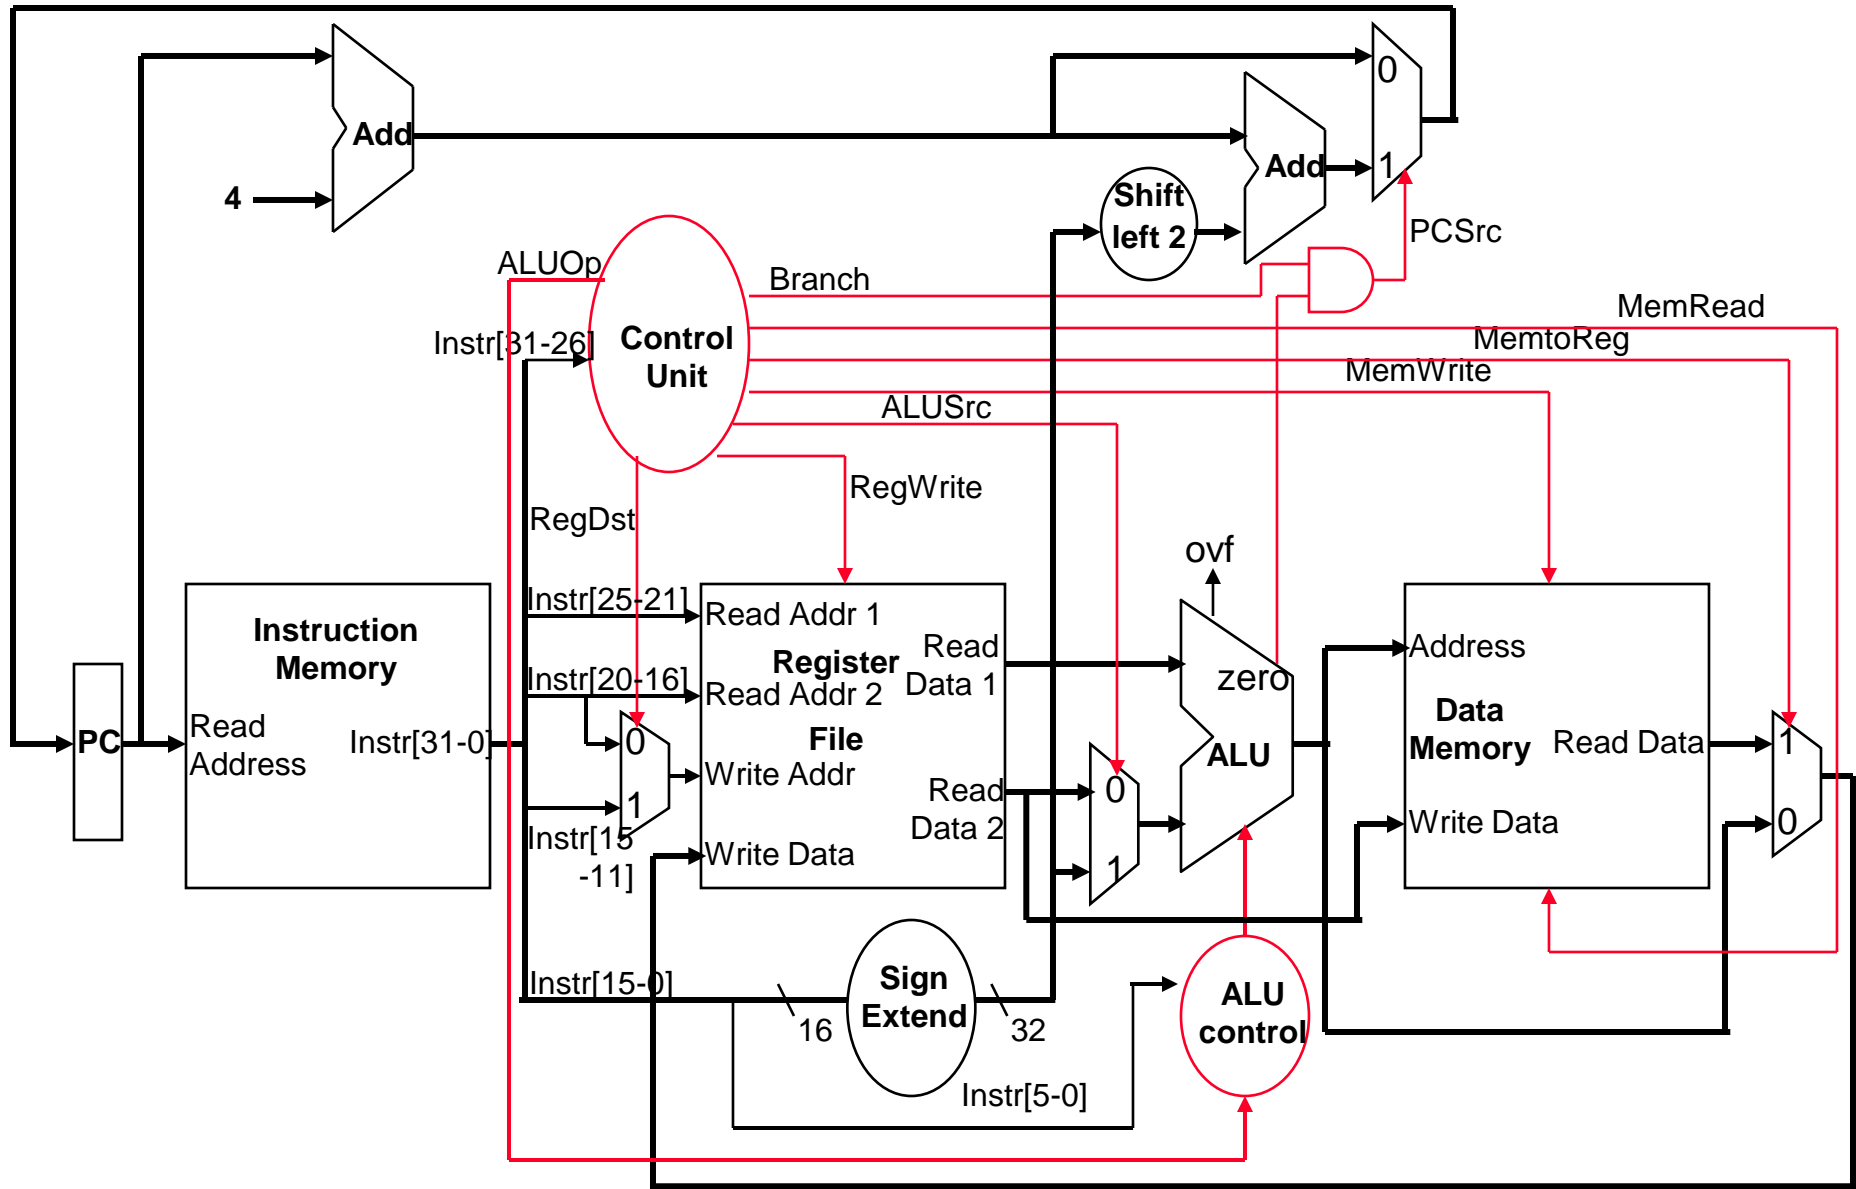 0
Add
Add
1
4
Shift
left 2
PCSrc
ALUOp
Branch
MemRead
Instr[31-26]
Control
Unit
MemtoReg
MemWrite
ALUSrc
RegWrite
RegDst
ovf
Instr[25-21]
Read Addr 1
Instruction
Memory
Register
File
Read
Data 1
Instr[20-16]
Read Addr 2
zero
Address
Data
Memory
PC
Read
Address
Instr[31-0]
0
1
Write Addr
ALU
Read Data
1
0
Read
Data 2
0
1
Write Data
Instr[15
-11]
Write Data
Instr[15-0]
Sign
Extend
16
32
ALU
control
Instr[5-0]